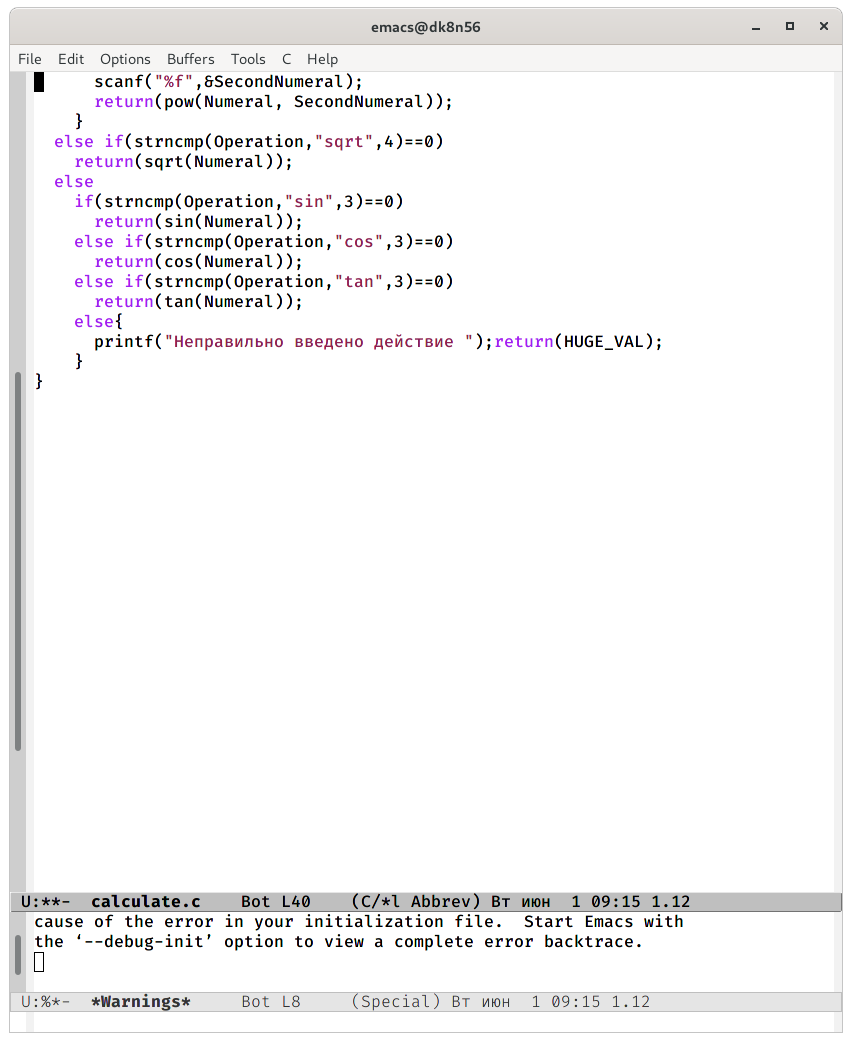 emacs@dk8n56
File Edit Options Buffers Tools C Help
      scanf("%f",&SecondNumeral);
      return(pow(Numeral, SecondNumeral));
    }
  else if(strncmp(Operation,"sqrt",4)==0)
    return(sqrt(Numeral));
  else
    if(strncmp(Operation,"sin",3)==0)
      return(sin(Numeral));
    else if(strncmp(Operation,"cos",3)==0)
      return(cos(Numeral));
    else if(strncmp(Operation,"tan",3)==0)
      return(tan(Numeral));
    else{
      printf("Неправильно введено действие ");return(HUGE_VAL);
    }
}
U:**-  calculate.c    Bot L40    (C/*l Abbrev) Вт июн  1 09:15 1.12
cause of the error in your initialization file.  Start Emacs with
the ‘--debug-init’ option to view a complete error backtrace.
U:%*-  *Warnings*     Bot L8     (Special) Вт июн  1 09:15 1.12